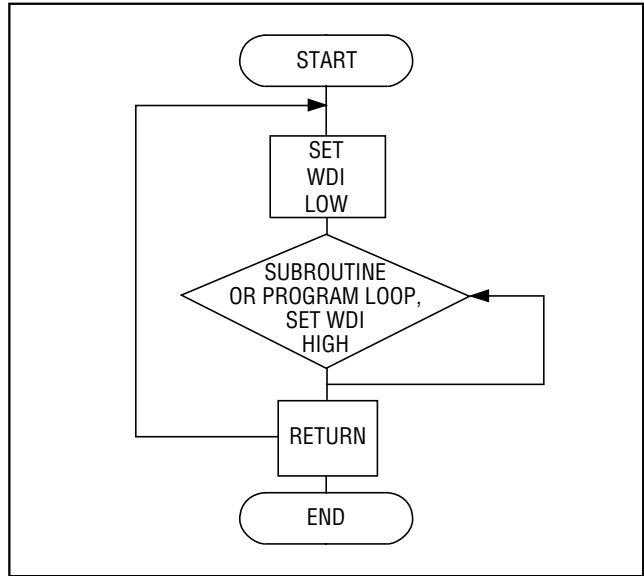 START
SET
WDI
LOW
SUBROUTINE
OR PROGRAM LOOP,
SET WDI
HIGH
RETURN
END